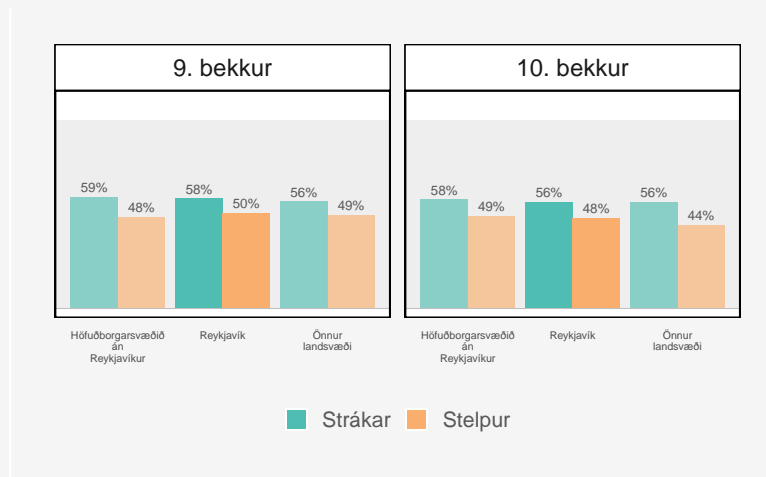 9. bekkur
10. bekkur
59%
48%
58%
50%
56%
49%
58%
49%
56%
48%
56%
44%
Höfuðborgarsvæðið
án
Reykjavíkur
Reykjavík
Önnur
landsvæði
Höfuðborgarsvæðið
án
Reykjavíkur
Reykjavík
Önnur
landsvæði
Strákar
Stelpur